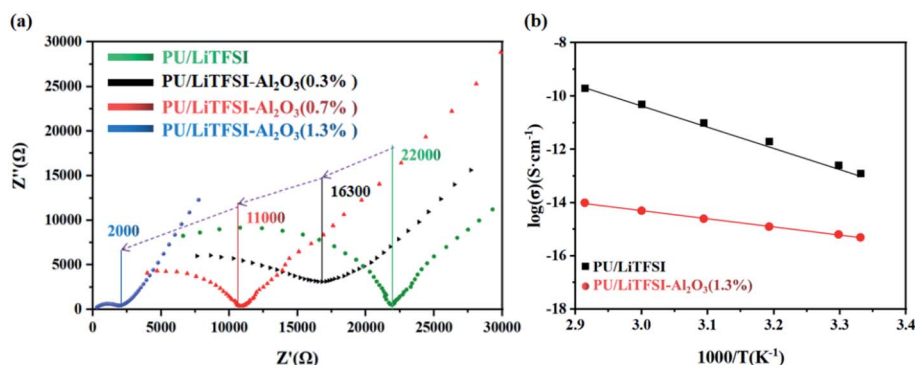 (a)
30000
25000
20000
15000
10000
5000
0
Z''(Ω)
PU/LiTFSI
PU/LiTFSI-Al₂O₃(0.3% )
PU/LiTFSI-Al₂O₃(0.7% )
PU/LiTFSI-Al₂O₃(1.3% )
2000
11000
16300
22000
0 5000 10000 15000 20000 25000 30000
Z'(Ω)
(b)
-8
-10
-12
-14
-16
-18
log(σ)(S·cm⁻¹)
PU/LiTFSI
PU/LiTFSI-Al₂O₃(1.3%)
2.9 3.0 3.1 3.2 3.3 3.4
1000/T(K⁻¹)